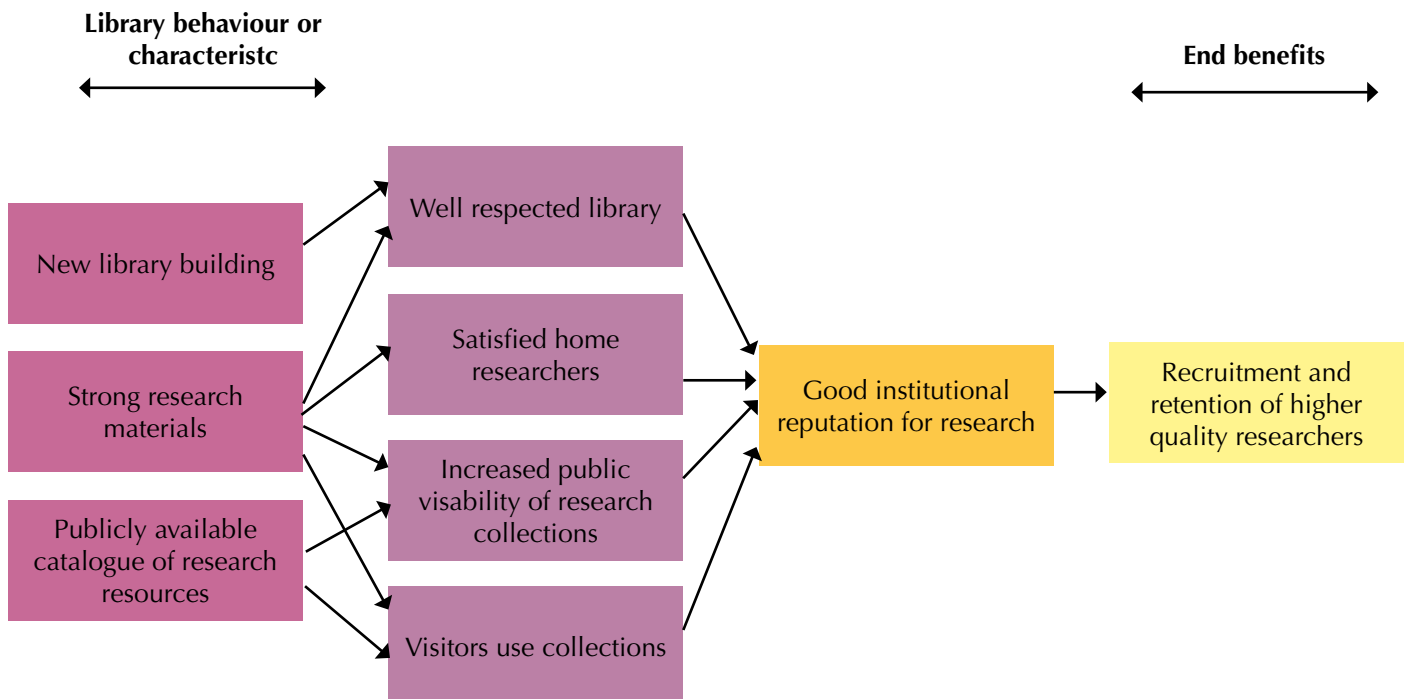 Library behaviour or
characteristc
End benefits
New library building
Strong research
materials
Publicly available
catalogue of research
resources
Well respected library
Satisfied home
researchers
Increased public
visability of research
collections
Visitors use collections
Good institutional
reputation for research
Recruitment and
retention of higher
quality researchers